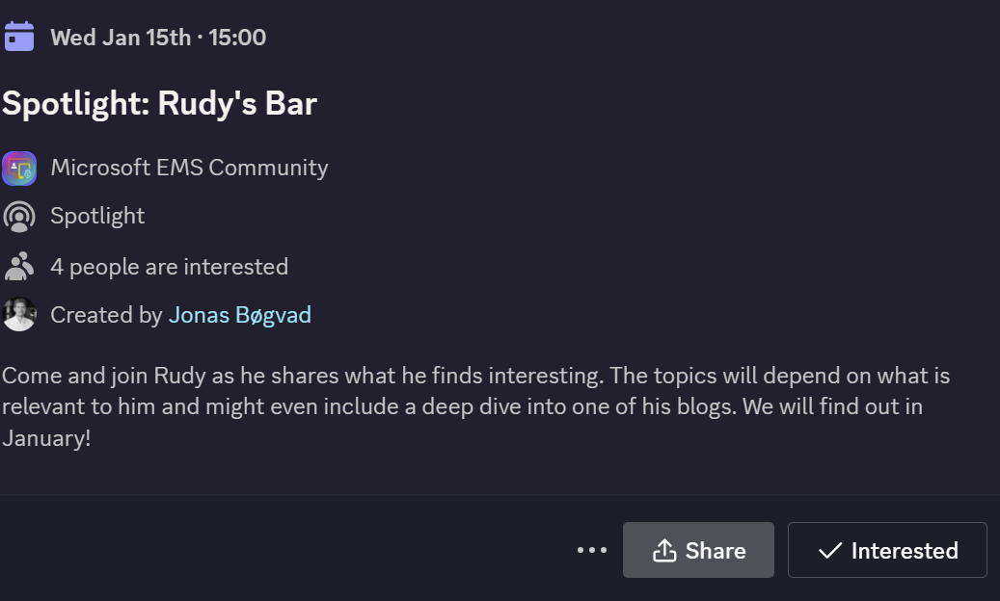 Wed Jan 15th · 15:00
Spotlight: Rudy's Bar
Microsoft EMS Community
Spotlight
4 people are interested
Created by Jonas Bøgvad
Come and join Rudy as he shares what he finds interesting. The topics will depend on what is
relevant to him and might even include a deep dive into one of his blogs. We will find out in
January!
Share
Interested